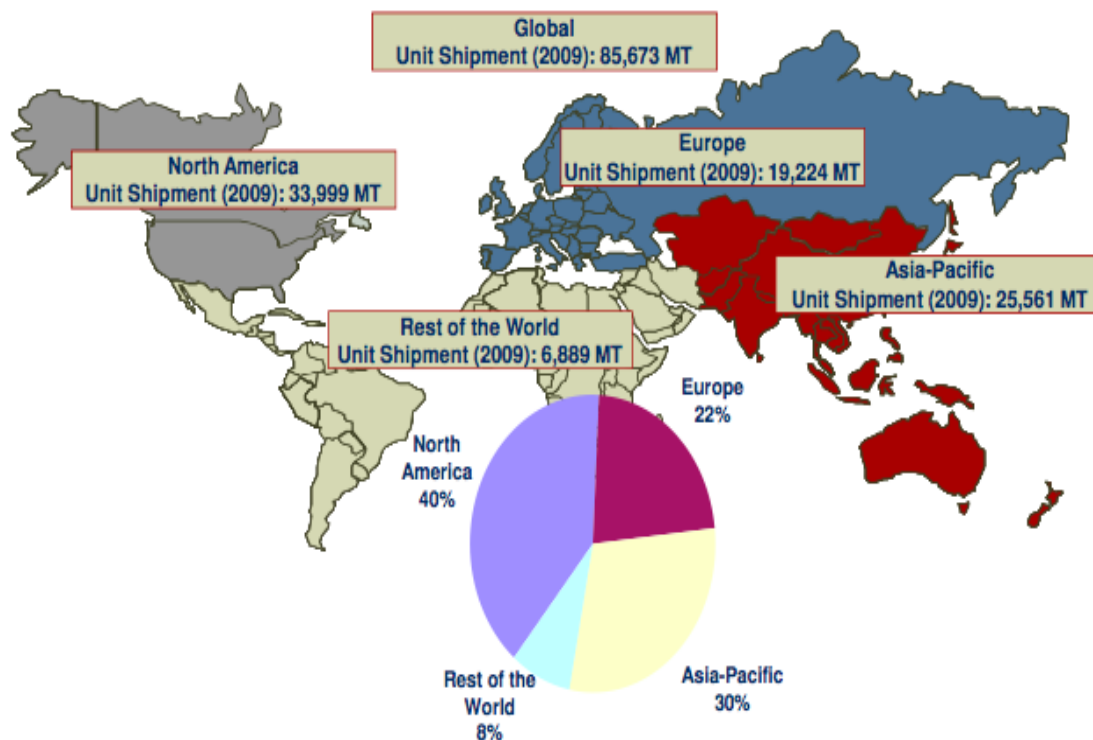 Global
Unit Shipment (2009): 85,673 MT
Europe
Unit Shipment (2009): 19,224 MT
North America
Unit Shipment (2009): 33,999 MT
Asia-Pacific
Unit Shipment (2009): 25,561 MT
Rest of the World
Unit Shipment (2009): 6,889 MT
Europe
22%
North
America
40%
Rest of the
World
8%
Asia-Pacific
30%